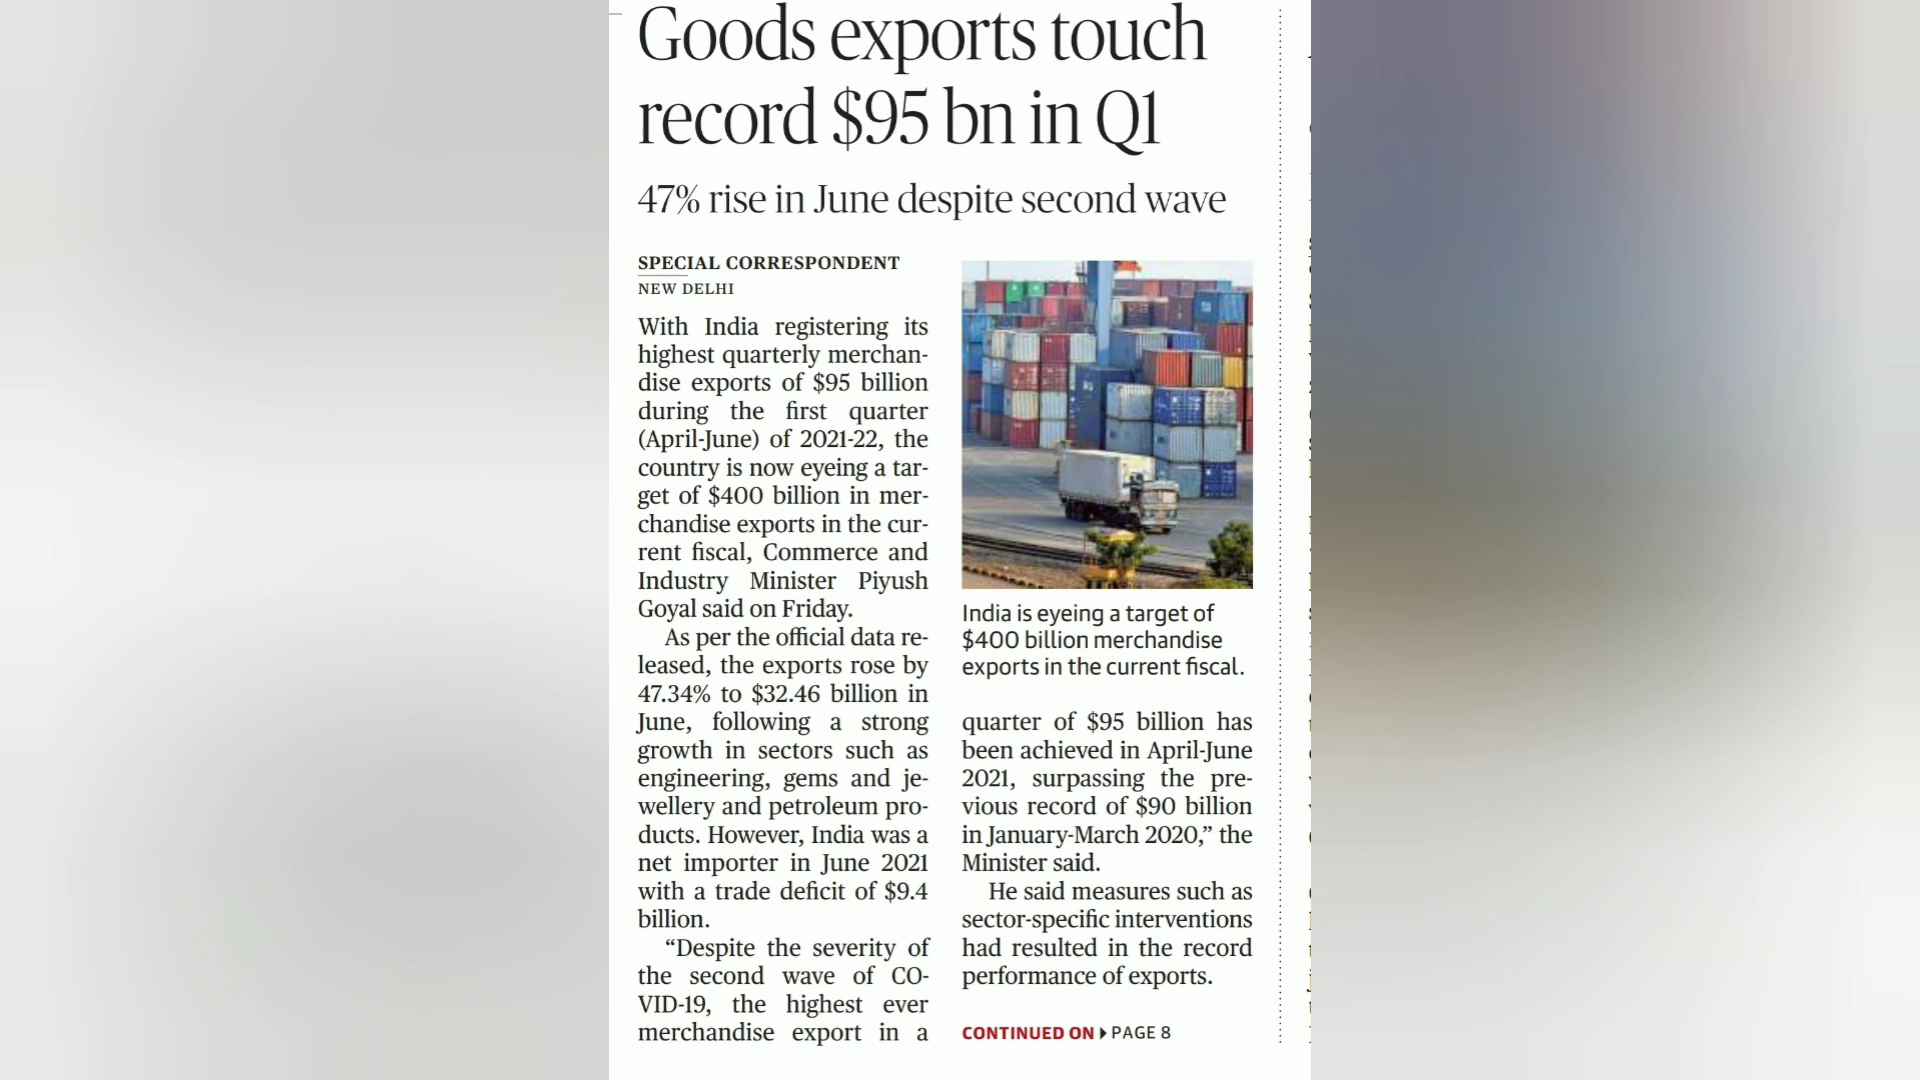 Goods exports touch
record $95 bn in Q1
47% rise in June despite second wave
SPECIAL CORRESPONDENT
NEW DELHI
With India registering its
highest quarterly merchan-
dise exports of $95 billion
during the first quarter
(April-June) of 2021-22, the
country is now eyeing a tar-
get of $400 billion in mer-
chandise exports in the cur-
rent fiscal, Commerce and
Industry Minister Piyush
Goyal said on Friday.
As per the official data re-
leased, the exports rose by
47.34% to $32.46 billion in
June, following a strong
growth in sectors such as
engineering, gems and je-
wellery and petroleum pro-
ducts. However, India was a
net importer in June 2021
with a trade deficit of $9.4
billion.
“Despite the severity of
the second wave of CO-
VID-19, the highest ever
merchandise export in a
India is eyeing a target of
$400 billion merchandise
exports in the current fiscal.
quarter of $95 billion has
been achieved in April-June
2021, surpassing the pre-
vious record of $90 billion
in January-March 2020,” the
Minister said.
He said measures such as
sector-specific interventions
had resulted in the record
performance of exports.
CONTINUED ON PAGE 8